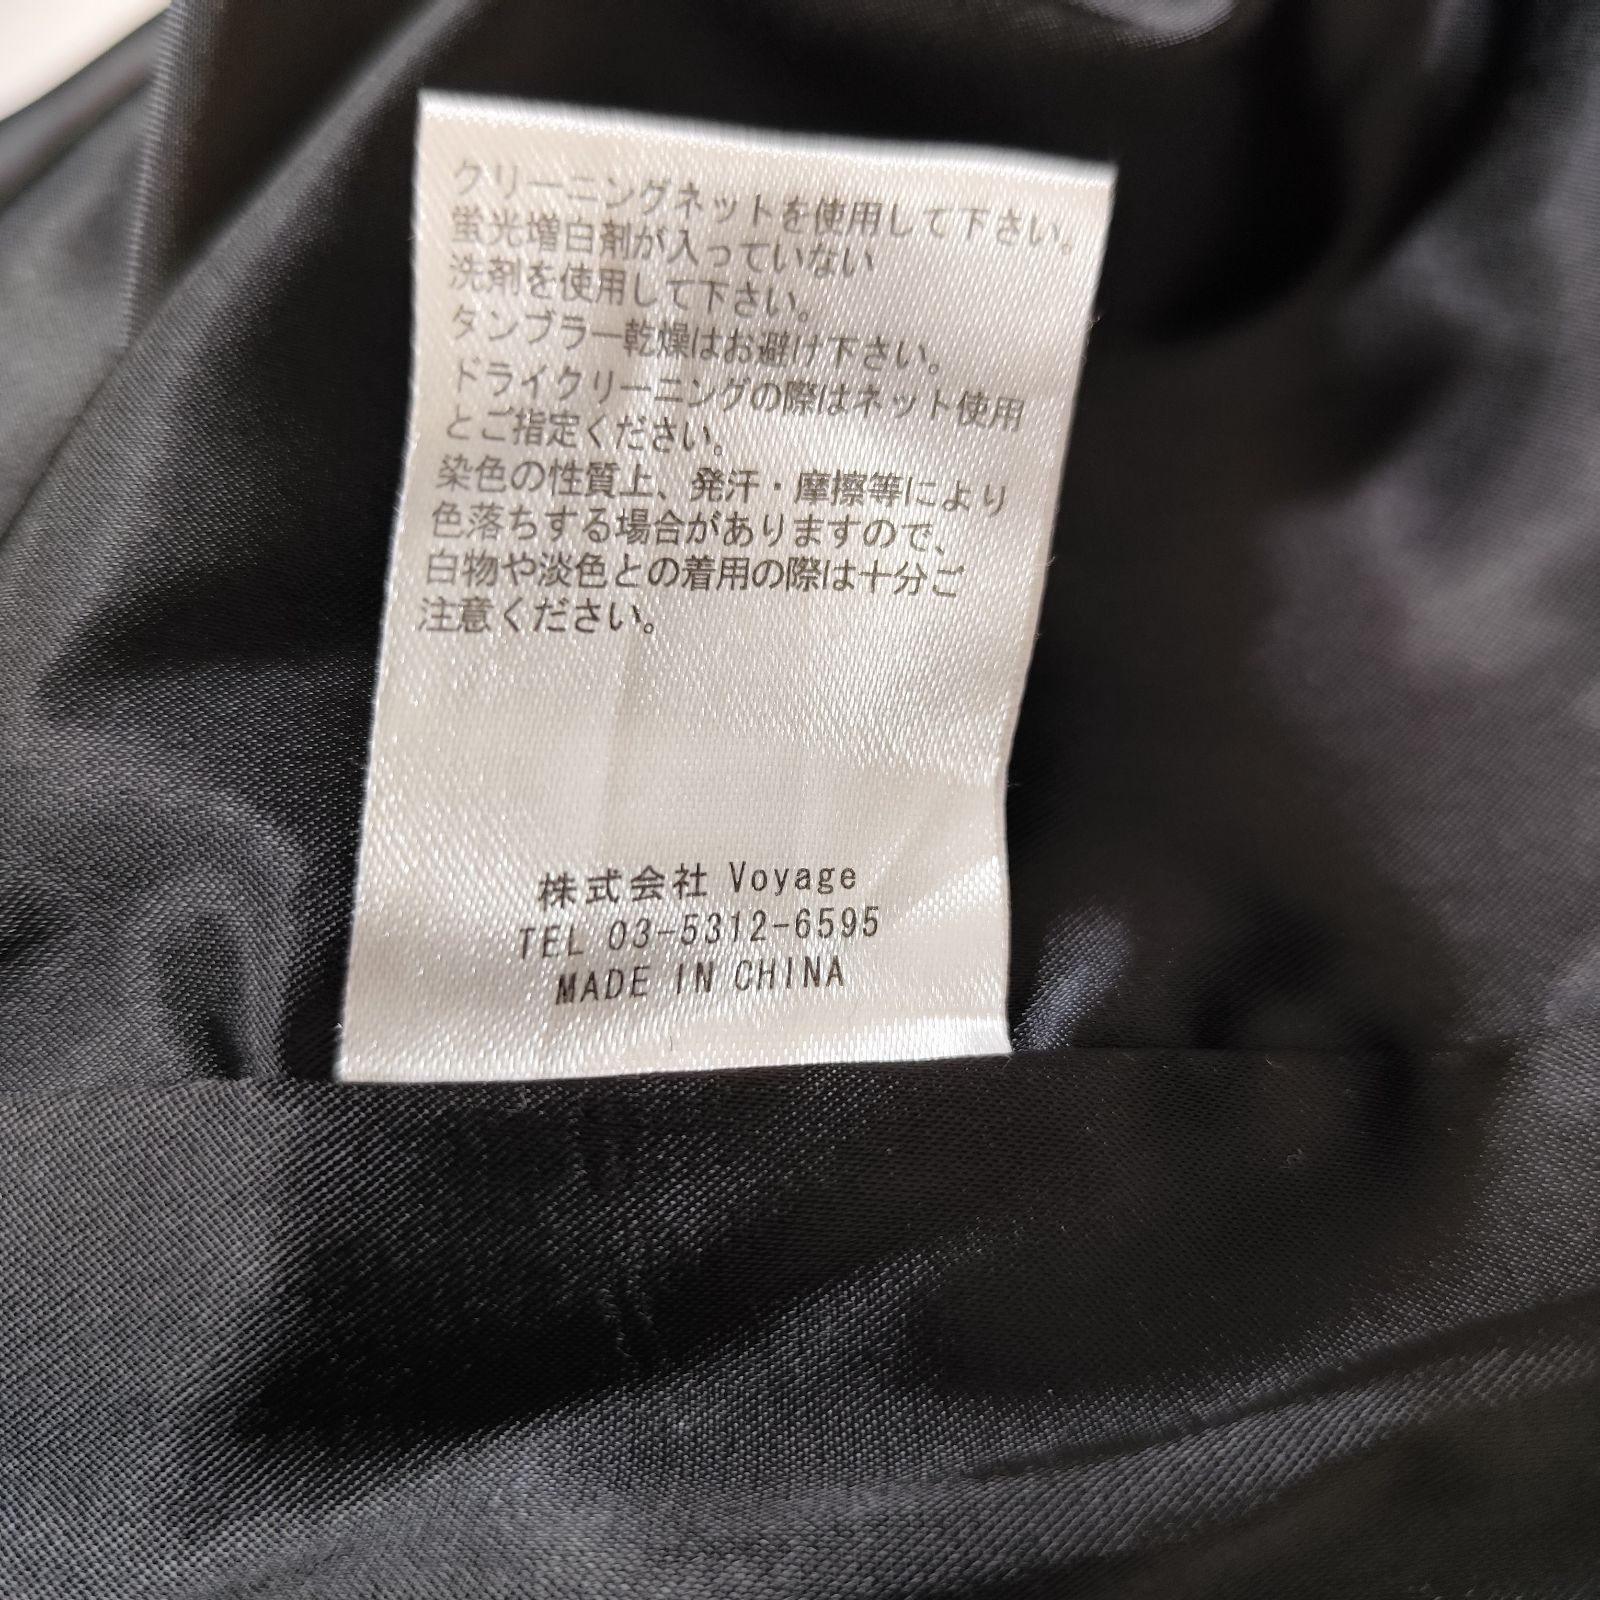 クリーニングネットを使用して下さい。
蛍光増白剤が入っていない
洗剤を使用して下さい。
タンブラー乾燥はお避け下さい。
ドライクリーニングの際はネット使用
とご指定ください。
染色の性質上、発汗・摩擦等により
色落ちする場合がありますので、
白物や淡色との着用の際は十分ご
注意ください。
株式会社 Voyage
TEL 03-5312-6595
MADE IN CHINA